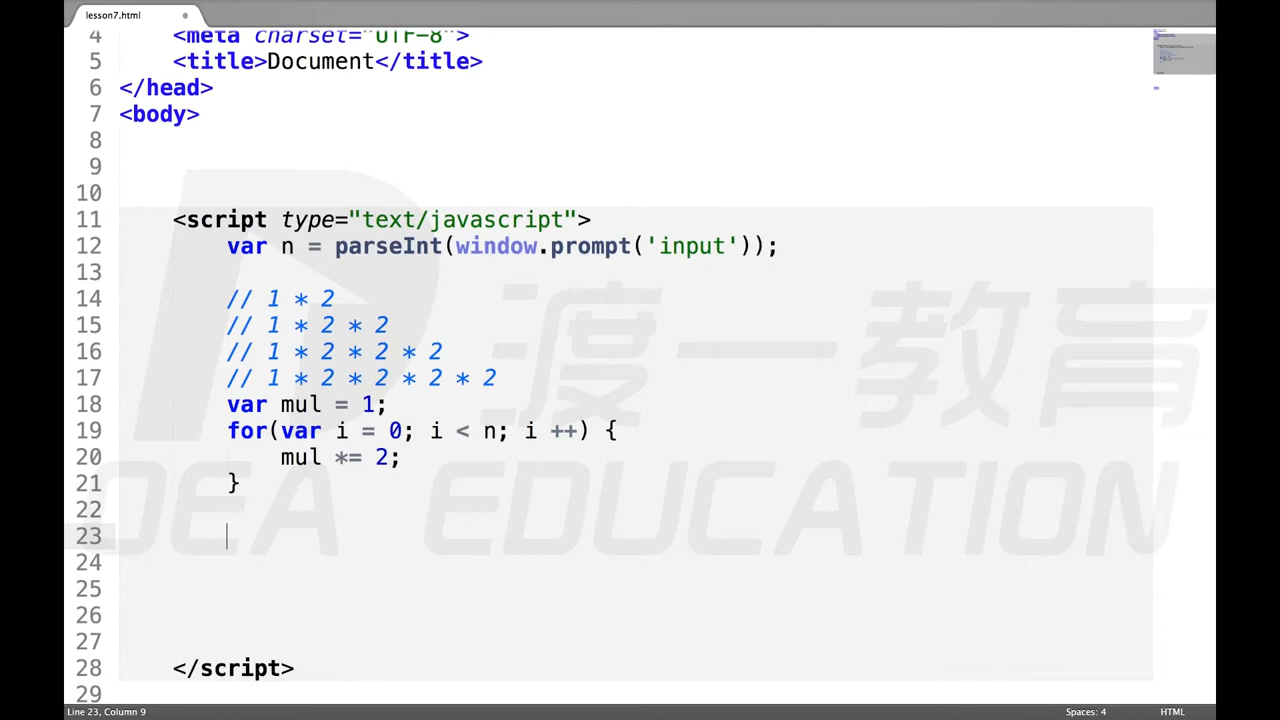 lesson7.html
4 <meta charset="UTF-8">
5 <title>Document</title>
6 </head>
7 <body>
8
9
10
11 <script type="text/javascript">
12 var n = parseInt(window.prompt('input'));
13
14 // 1 * 2
15 // 1 * 2 * 2
16 // 1 * 2 * 2 * 2
17 // 1 * 2 * 2 * 2 * 2
18 var mul = 1;
19 for(var i = 0; i < n; i ++) {
20 mul *= 2;
21 }
22
23
24
25
26
27
28 </script>
29
渡一教育
DEA EDUCATION
Line 23, Column 9
Spaces: 4
HTML